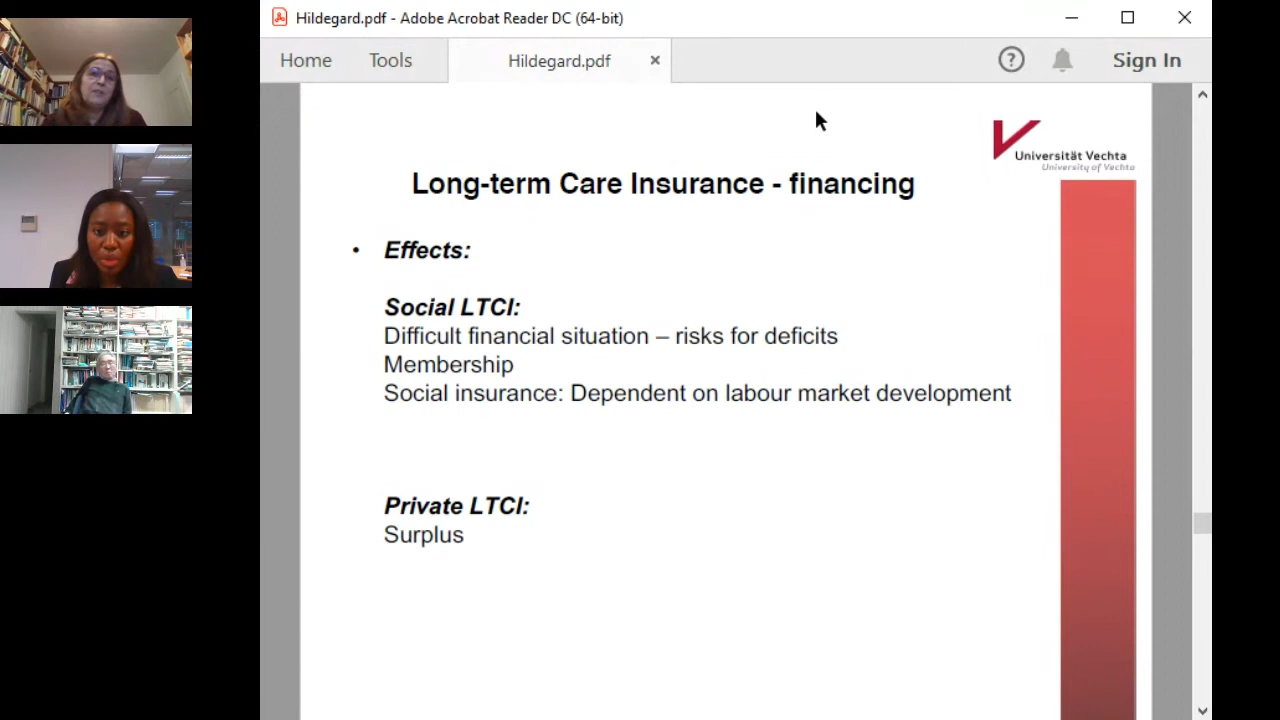 Hildegard.pdf - Adobe Acrobat Reader DC (64-bit)
Home
Tools
Hildegard.pdf
Sign In
Universität Vechta
University of Vechta
Long-term Care Insurance - financing
• Effects:
Social LTCI:
Difficult financial situation – risks for deficits
Membership
Social insurance: Dependent on labour market development
Private LTCI:
Surplus